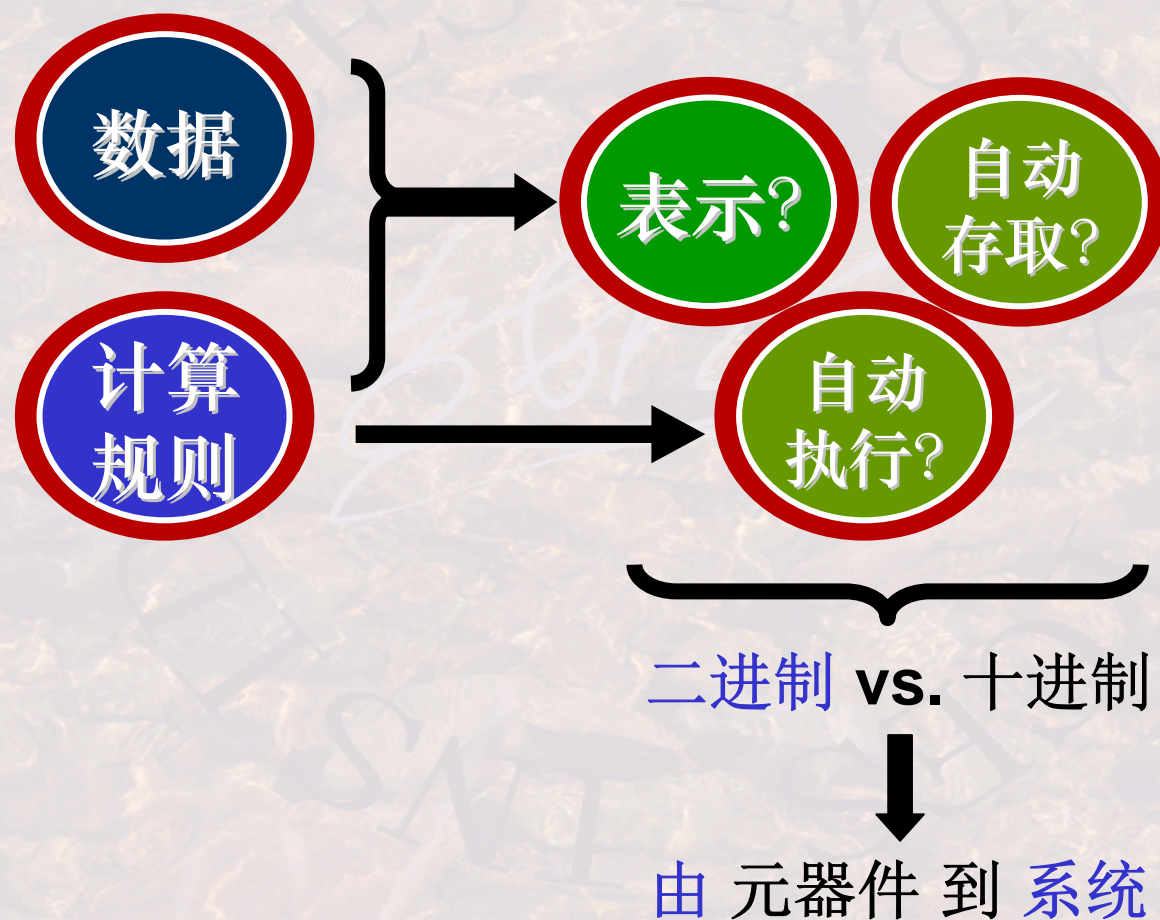 数据
表示?
自动
存取?
计算
规则
自动
执行?
二进制 vs. 十进制
由 元器件 到 系统